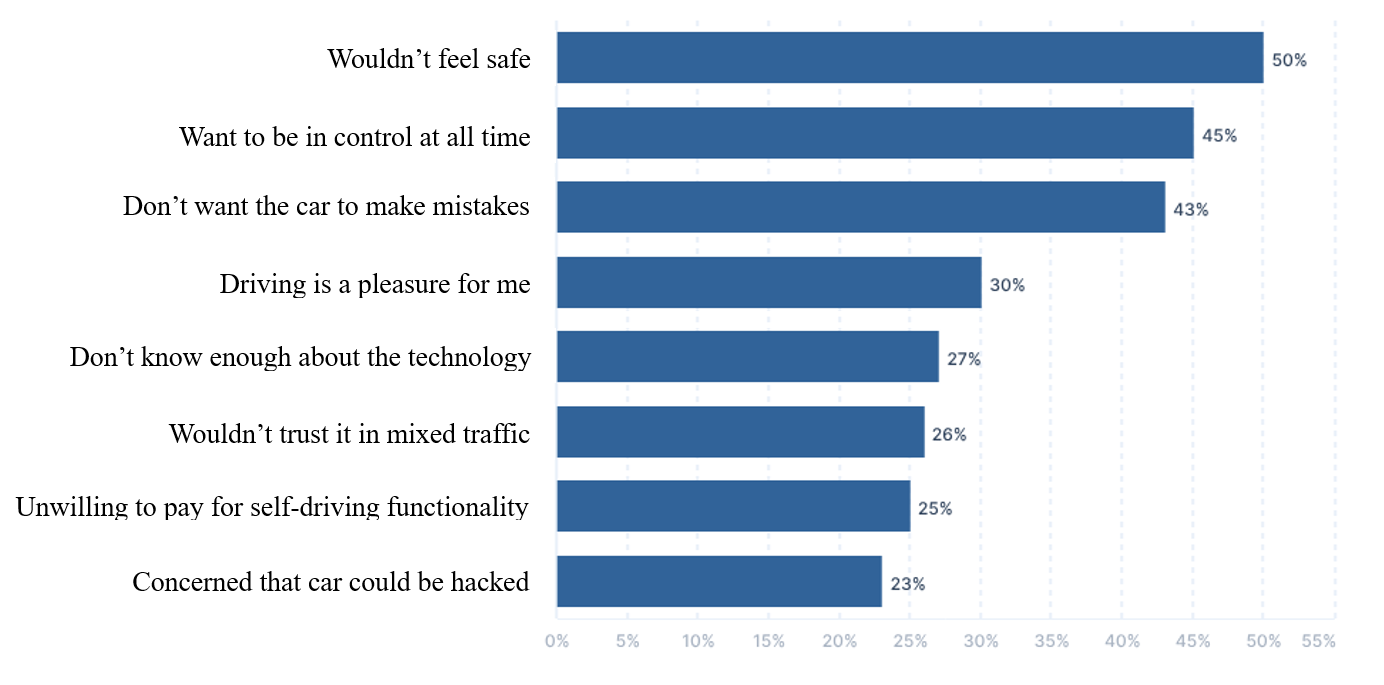 Wouldn’t feel safe 50%
Want to be in control at all time 45%
Don’t want the car to make mistakes 43%
Driving is a pleasure for me 30%
Don’t know enough about the technology 27%
Wouldn’t trust it in mixed traffic 26%
Unwilling to pay for self-driving functionality 25%
Concerned that car could be hacked 23%
0% 5% 10% 15% 20% 25% 30% 35% 40% 45% 50% 55%